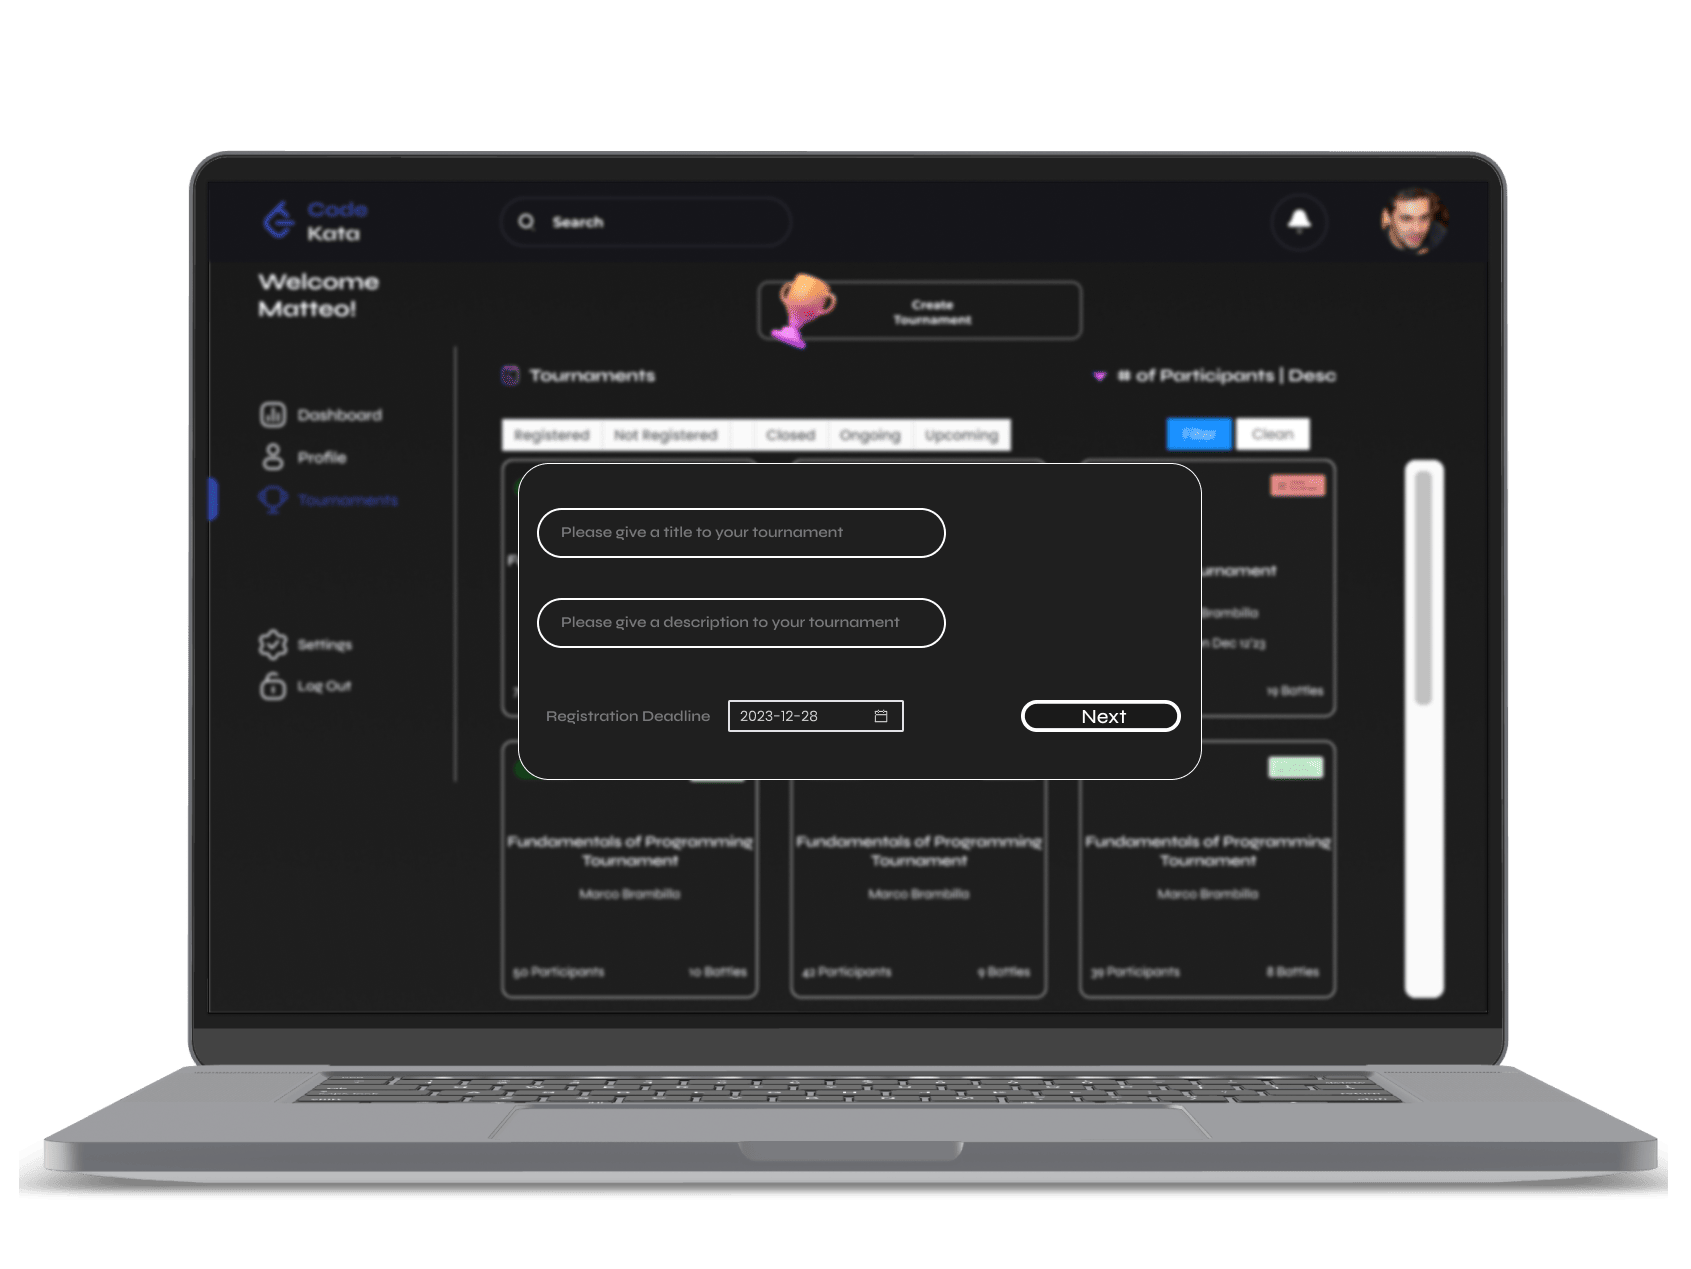 Code
Kata
Search
Welcome
Matteo!
Create
Tournament
Tournaments
# of Participants | Desc
Dashboard
Profile
Tournaments
Settings
Log Out
Registered Not Registered Closed Ongoing Upcoming
Filter Clean
Please give a title to your tournament
Please give a description to your tournament
Registration Deadline 2023-12-28
Next
urnament
Brambilla
n Dec 12'23
19 Battles
Fundamentals of Programming
Tournament
Marco Brambilla
50 Participants 10 Battles
Fundamentals of Programming
Tournament
Marco Brambilla
42 Participants 9 Battles
Fundamentals of Programming
Tournament
Marco Brambilla
39 Participants 8 Battles